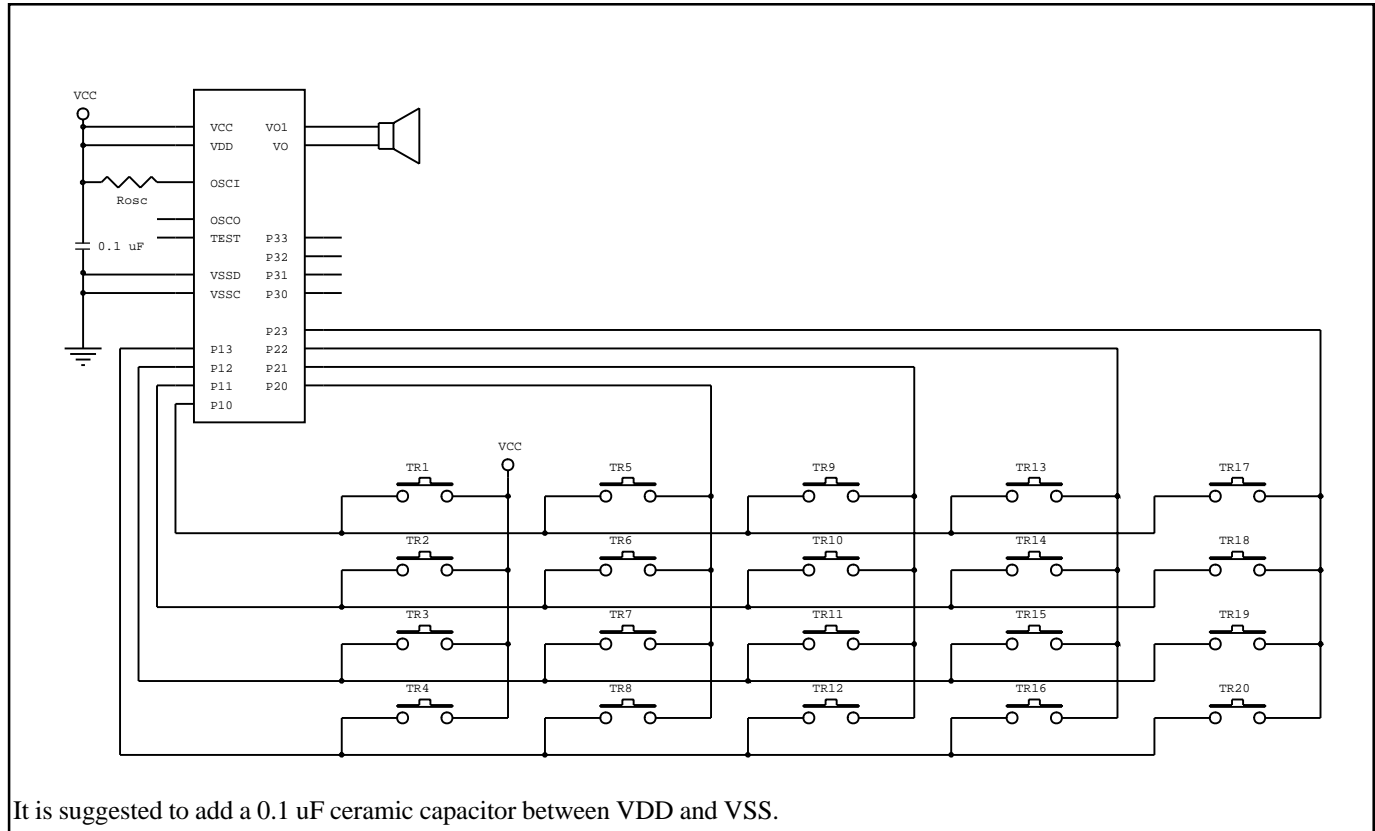 VCC
VCC VO1
VDD VO
OSCI
Rosc
OSCO
TEST P33
0.1 uF
P32
VSSD P31
VSSC P30
P23
P13 P22
P12 P21
P11 P20
P10
VCC
TR1 TR5 TR9 TR13 TR17
TR2 TR6 TR10 TR14 TR18
TR3 TR7 TR11 TR15 TR19
TR4 TR8 TR12 TR16 TR20
It is suggested to add a 0.1 uF ceramic capacitor between VDD and VSS.